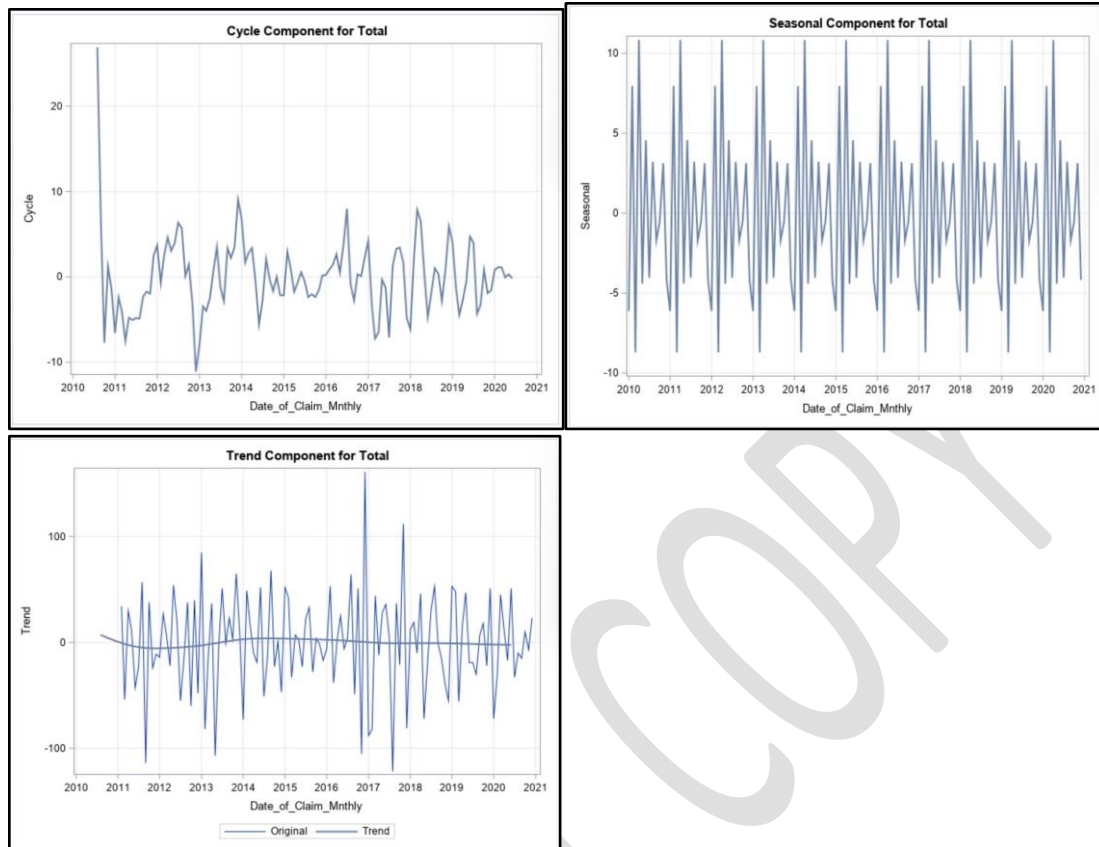 Cycle Component for Total
20
10
0
-10
Cycle
2010 2011 2012 2013 2014 2015 2016 2017 2018 2019 2020 2021
Date_of_Claim_Mnthly
Seasonal Component for Total
10
5
0
-5
-10
Seasonal
2010 2011 2012 2013 2014 2015 2016 2017 2018 2019 2020 2021
Date_of_Claim_Mnthly
Trend Component for Total
100
0
-100
Trend
2010 2011 2012 2013 2014 2015 2016 2017 2018 2019 2020 2021
Date_of_Claim_Mnthly
Original Trend
COPY